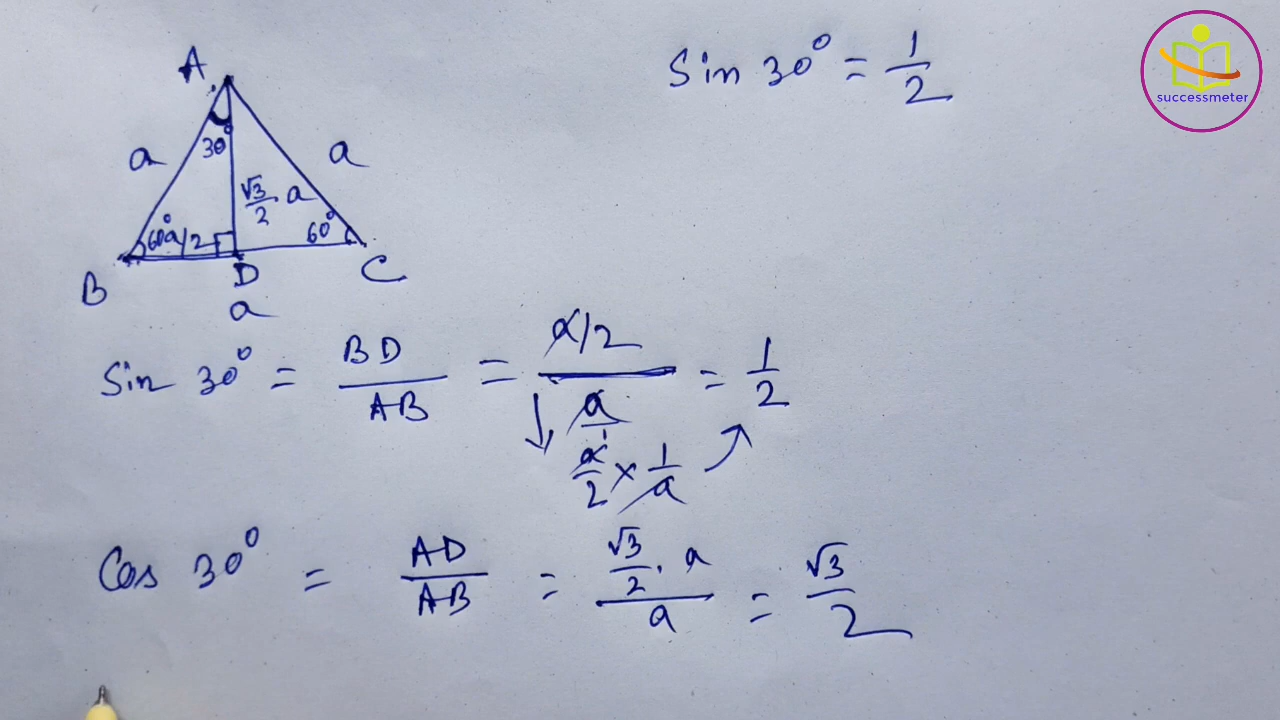 A
Sin 30° = 1/2
successmeter
a 30° a
√3/2 · a
60° a/2 60°
B D C
a
Sin 30° = BD/AB = a/2 / a/1 = 1/2
a/2 × 1/a
Cos 30° = AD/AB = √3/2 · a / a = √3/2